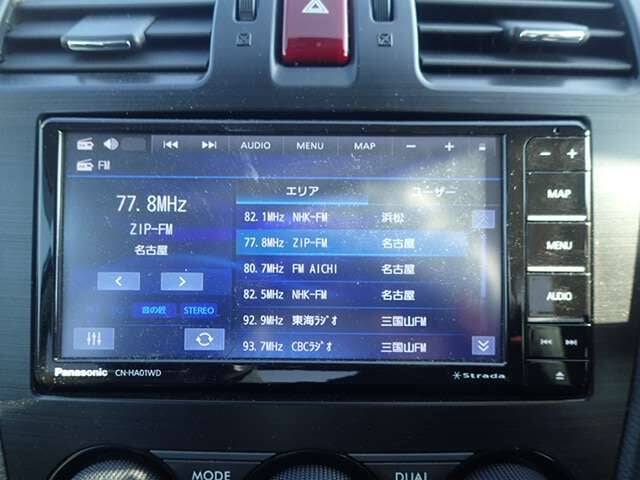 AUDIO MENU MAP - +
FM
77.8MHz
ZIP-FM
名古屋
< >
音の匠 STEREO
エリア ユーザー
82.1MHz NHK-FM 浜松
77.8MHz ZIP-FM 名古屋
80.7MHz FM AICHI 名古屋
82.5MHz NHK-FM 名古屋
92.9MHz 東海ﾗｼﾞｵ 三国山FM
93.7MHz CBCﾗｼﾞｵ 三国山FM
- +
MAP
MENU
AUDIO
Panasonic CN-HA01WD
Strada
MODE DUAL